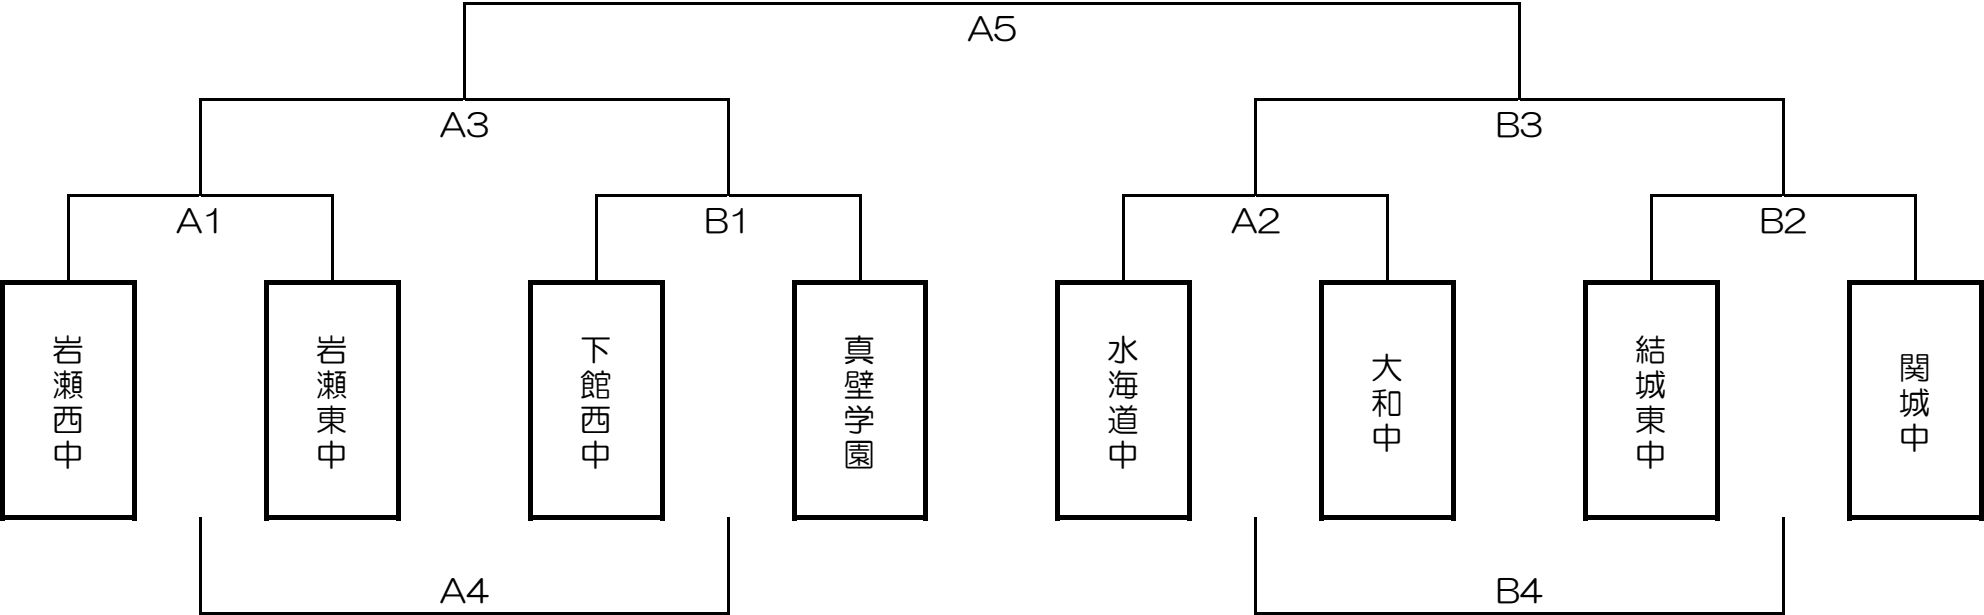 A5
A3
B3
A1
B1
A2
B2
岩瀬西中
岩瀬東中
下館西中
真壁学園
水海道中
大和中
結城東中
関城中
A4
B4